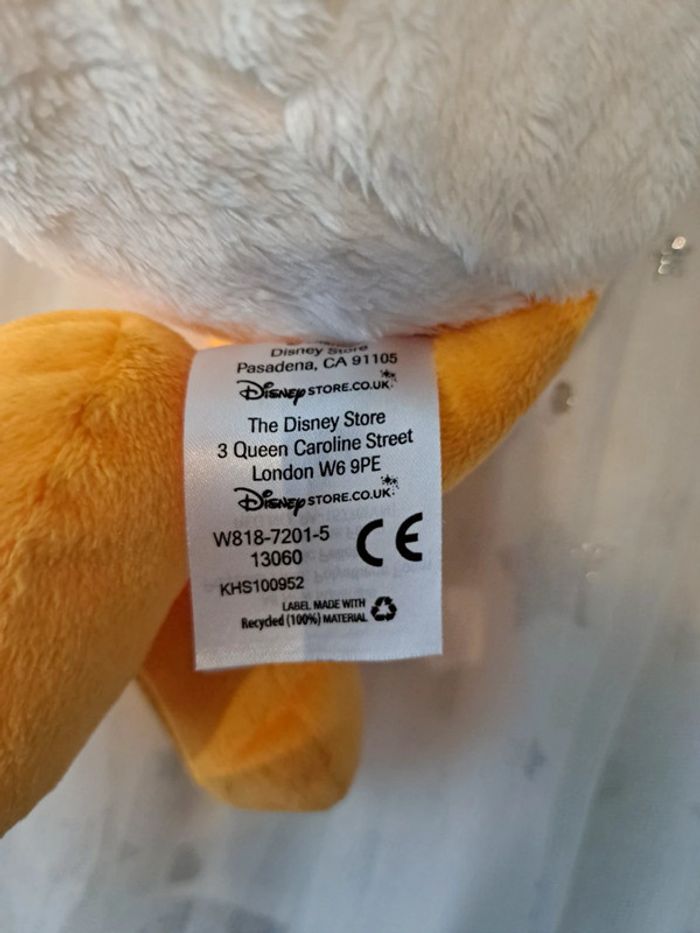 Disney Store
Pasadena, CA 91105
DISNEY STORE.CO.UK
The Disney Store
3 Queen Caroline Street
London W6 9PE
DISNEY STORE.CO.UK
W818-7201-5
13060
CE
KHS100952
LABEL MADE WITH
Recycled (100%) MATERIAL